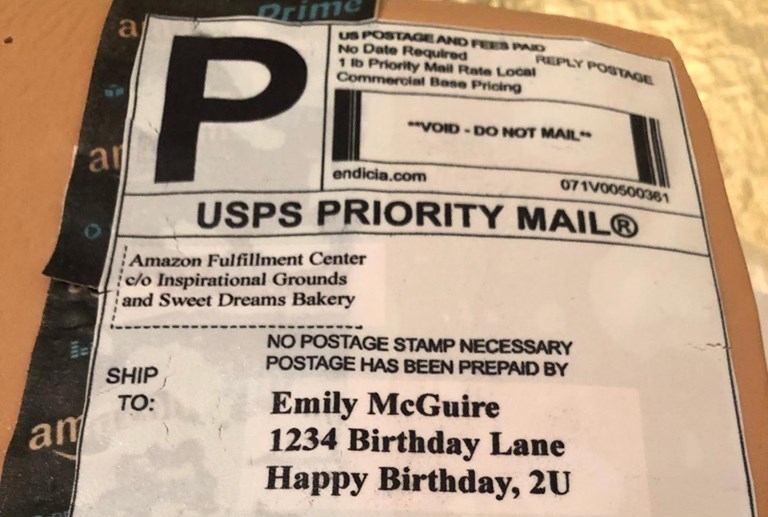 Prime
US POSTAGE AND FEES PAID
No Date Required
REPLY POSTAGE
1 lb Priority Mail Rate Local
Commercial Base Pricing
P
**VOID - DO NOT MAIL**
endicia.com
071V00500361
USPS PRIORITY MAIL®
Amazon Fulfillment Center
c/o Inspirational Grounds
and Sweet Dreams Bakery
NO POSTAGE STAMP NECESSARY
POSTAGE HAS BEEN PREPAID BY
SHIP
TO:
Emily McGuire
1234 Birthday Lane
Happy Birthday, 2U
a
am